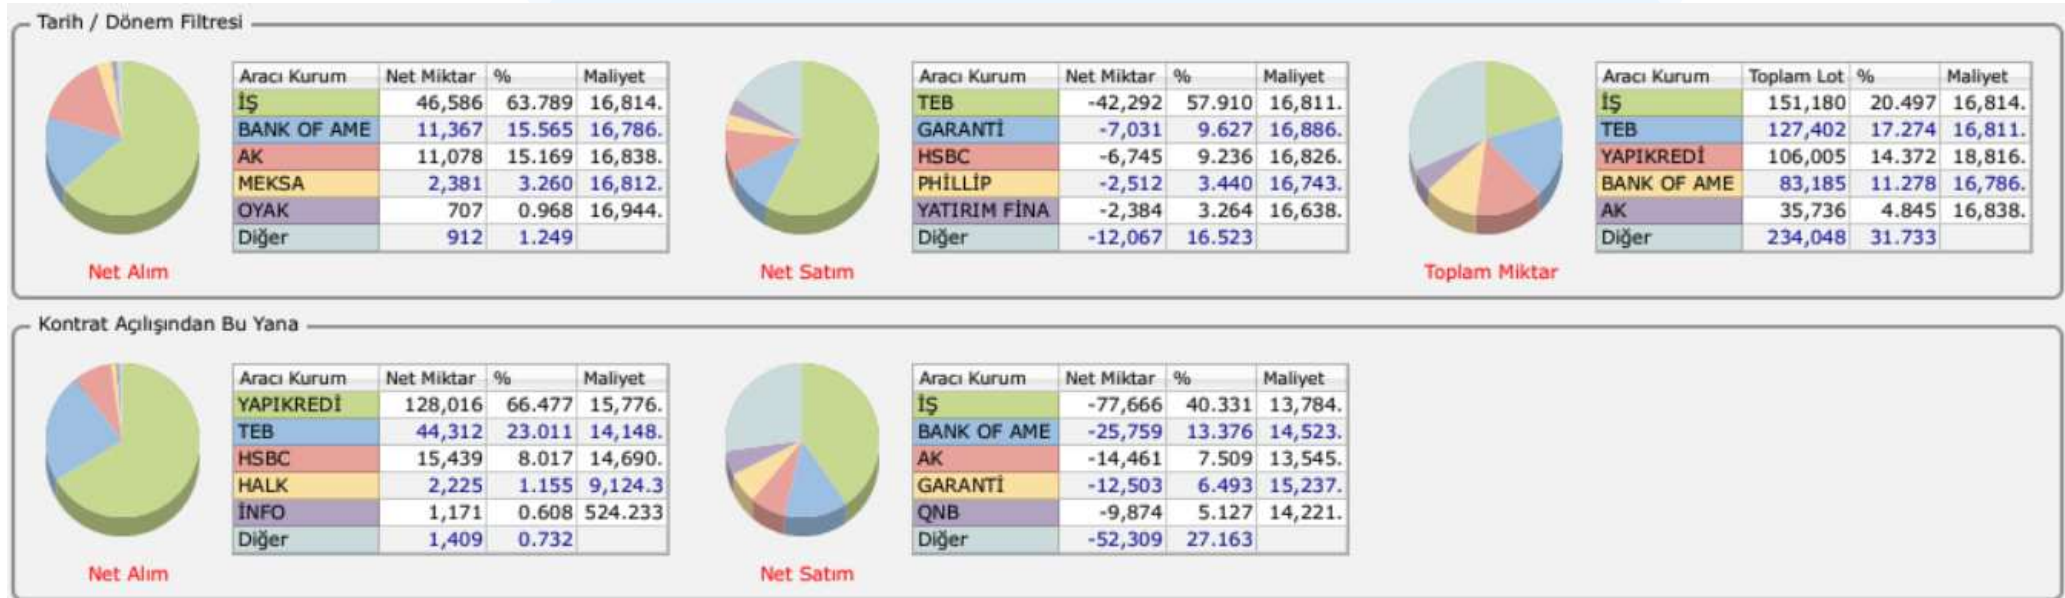 Tarih / Dönem Filtresi
Aracı Kurum Net Miktar % Maliyet
İŞ 46,586 63.789 16,814.
BANK OF AME 11,367 15.565 16,786.
AK 11,078 15.169 16,838.
MEKSA 2,381 3.260 16,812.
OYAK 707 0.968 16,944.
Diğer 912 1.249
Net Alım
Aracı Kurum Net Miktar % Maliyet
TEB -42,292 57.910 16,811.
GARANTİ -7,031 9.627 16,886.
HSBC -6,745 9.236 16,826.
PHİLLİP -2,512 3.440 16,743.
YATIRIM FİNA -2,384 3.264 16,638.
Diğer -12,067 16.523
Net Satım
Aracı Kurum Toplam Lot % Maliyet
İŞ 151,180 20.497 16,814.
TEB 127,402 17.274 16,811.
YAPIKREDİ 106,005 14.372 18,816.
BANK OF AME 83,185 11.278 16,786.
AK 35,736 4.845 16,838.
Diğer 234,048 31.733
Toplam Miktar
Kontrat Açılışından Bu Yana
Aracı Kurum Net Miktar % Maliyet
YAPIKREDİ 128,016 66.477 15,776.
TEB 44,312 23.011 14,148.
HSBC 15,439 8.017 14,690.
HALK 2,225 1.155 9,124.3
İNFO 1,171 0.608 524.233
Diğer 1,409 0.732
Net Alım
Aracı Kurum Net Miktar % Maliyet
İŞ -77,666 40.331 13,784.
BANK OF AME -25,759 13.376 14,523.
AK -14,461 7.509 13,545.
GARANTİ -12,503 6.493 15,237.
QNB -9,874 5.127 14,221.
Diğer -52,309 27.163
Net Satım